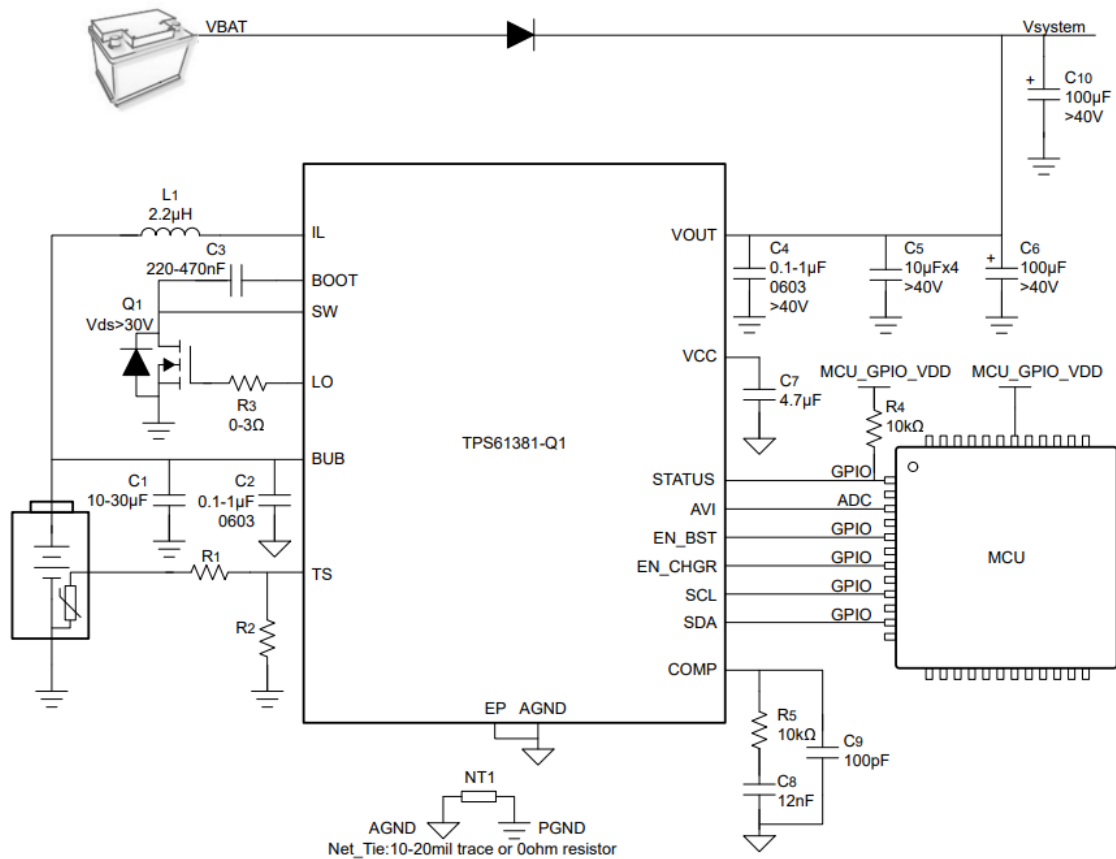 VBAT
Vsystem
C10
100µF
>40V
L1
2.2µH
IL
VOUT
C3
220-470nF
BOOT
C4
0.1-1µF
0603
>40V
C5
10µFx4
>40V
C6
100µF
>40V
Q1
Vds>30V
SW
VCC
MCU_GPIO_VDD
MCU_GPIO_VDD
LO
R3
0-3Ω
C7
4.7µF
R4
10kΩ
TPS61381-Q1
BUB
C1
10-30µF
C2
0.1-1µF
0603
STATUS
GPIO
AVI
ADC
EN_BST
GPIO
EN_CHGR
GPIO
MCU
R1
TS
SCL
GPIO
SDA
GPIO
R2
COMP
EP AGND
R5
10kΩ
C9
100pF
C8
12nF
NT1
AGND
PGND
Net_Tie:10-20mil trace or 0ohm resistor